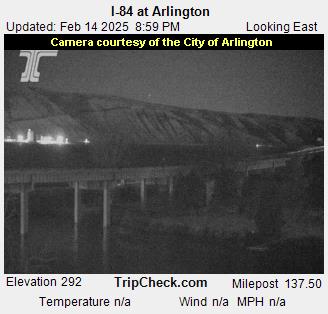 I-84 at Arlington
Updated: Feb 14 2025 8:59 PM Looking East
Camera courtesy of the City of Arlington
Elevation 292 TripCheck.com Milepost 137.50
Temperature n/a Wind n/a MPH n/a